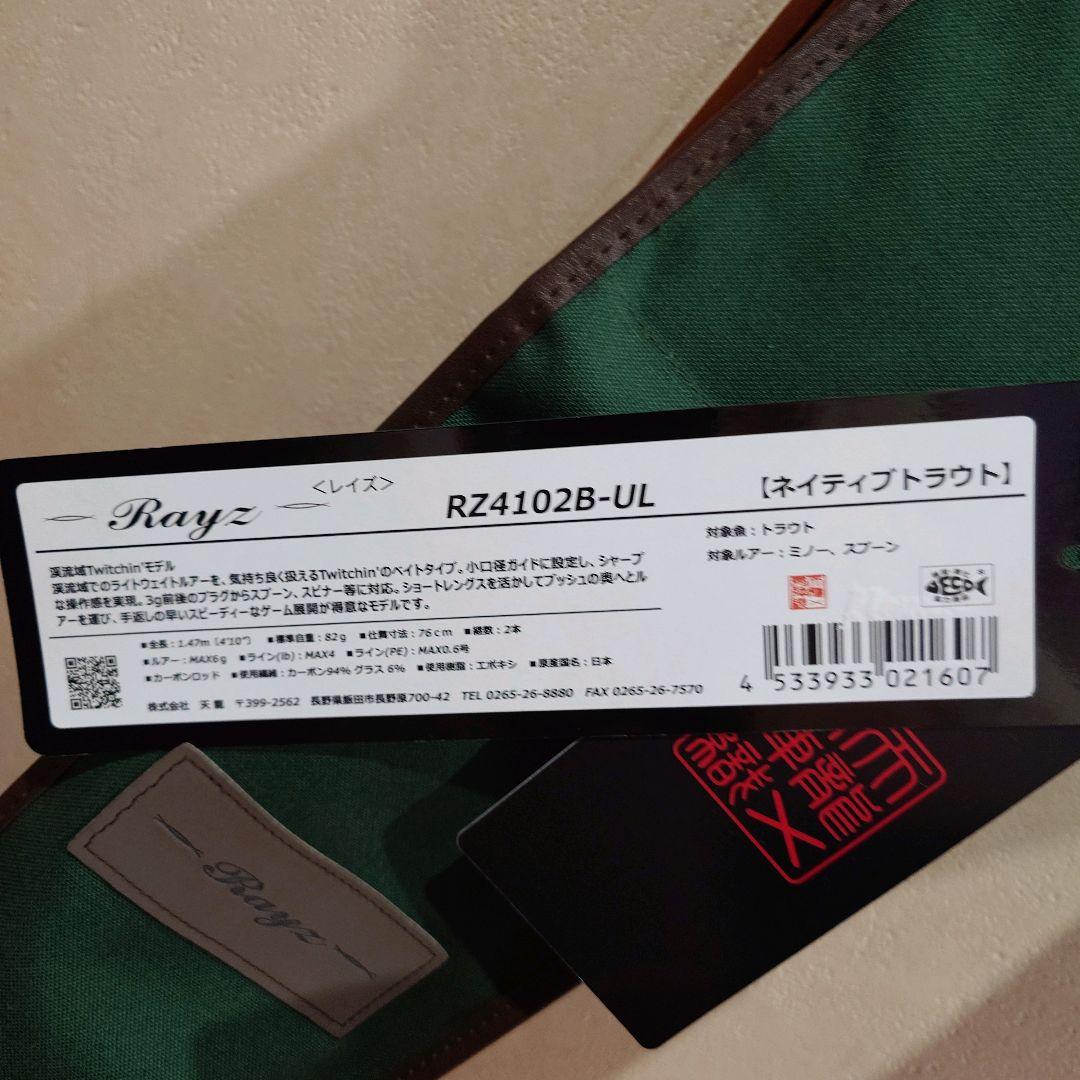 Rayz
<レイズ>
RZ4102B-UL
【ネイティブトラウト】
渓流域Twitchin'モデル
渓流域でのライトウェイトルアーを、気持ち良く扱えるTwitchin'のベイトタイプ。小口径ガイドに設定し、シャープ
な操作感を実現。3g前後のプラグからスプーン、スピナー等に対応。ショートレングスを活かしてブッシュの奥へとル
アーを運び、手返しの早いスピーディーなゲーム展開が得意なモデルです。
対象魚：トラウト
対象ルアー：ミノー、スプーン
■全長：1.47m（4'10"） ■標準自重：82g ■仕舞寸法：76cm ■継数：2本
■ルアー：MAX6g ■ライン(lb)：MAX4 ■ライン(PE)：MAX0.6号
■カーボンロッド ■使用繊維：カーボン94% グラス 6% ■使用樹脂：エポキシ ■原産国名：日本
株式会社 天龍 〒399-2562 長野県飯田市長野原700-42 TEL 0265-26-8880 FAX 0265-26-7570
ECO
4 533933 021607
Rayz